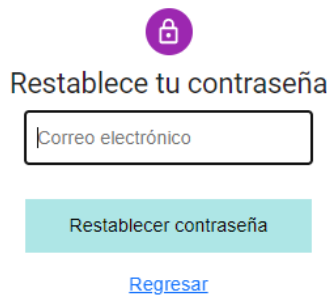 Restablece tu contraseña
Correo electrónico
Restablecer contraseña
Regresar